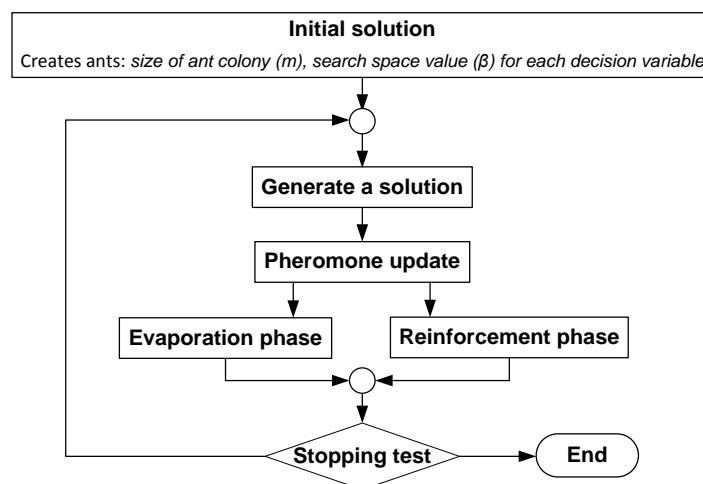 Initial solution
Creates ants: size of ant colony (m), search space value (β) for each decision variable
Generate a solution
Pheromone update
Evaporation phase
Reinforcement phase
Stopping test
End